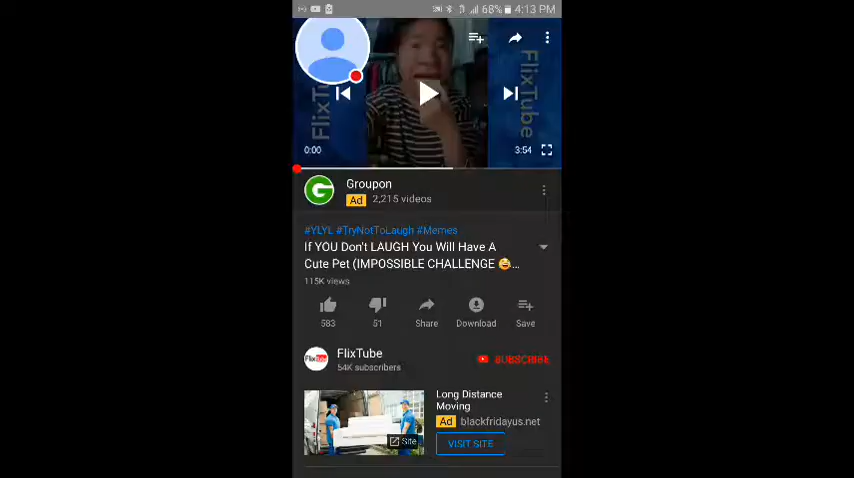 68% 4:13 PM
FlixTube
FlixTube
0:00
3:54
Groupon
Ad 2,215 videos
#YLYL #TryNotToLaugh #Memes
If YOU Don't LAUGH You Will Have A
Cute Pet (IMPOSSIBLE CHALLENGE 😂...
115K views
583
51
Share
Download
Save
FlixTube
FlixTube
54K subscribers
SUBSCRIBE
Long Distance
Moving
Ad blackfridayus.net
Site
VISIT SITE